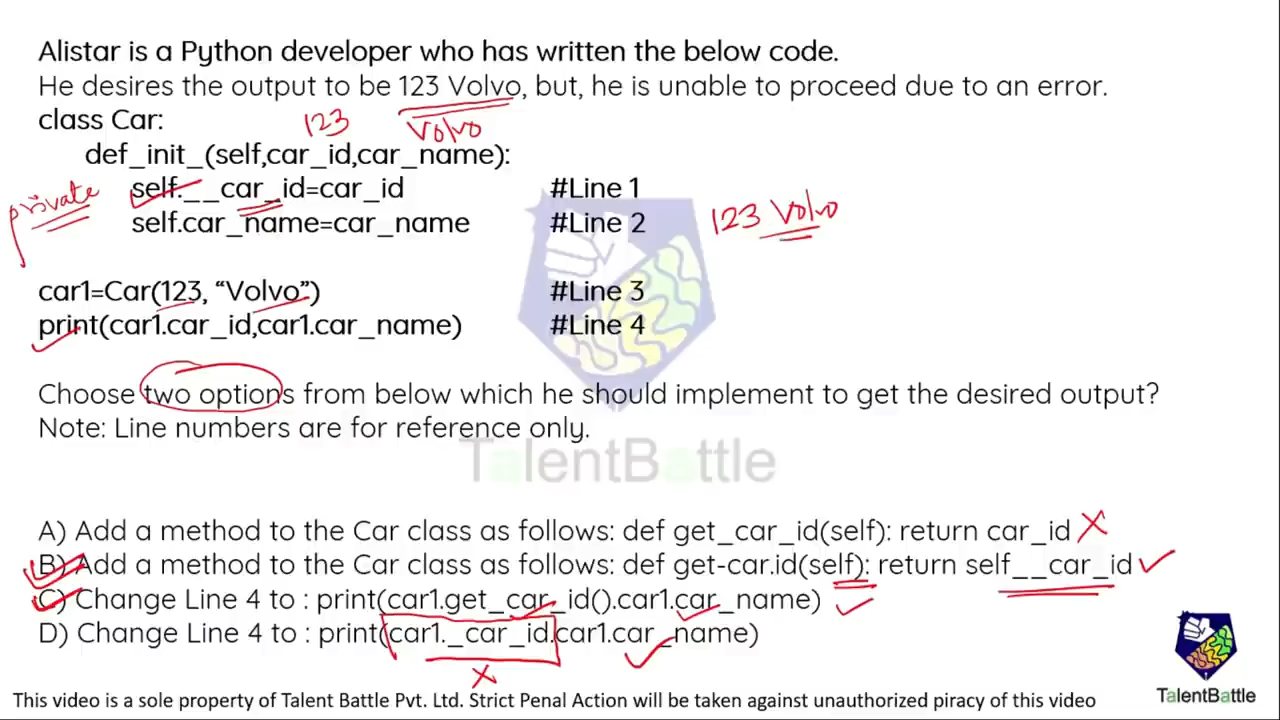 Alistar is a Python developer who has written the below code.
He desires the output to be 123 Volvo, but, he is unable to proceed due to an error.
class Car:
123 Volvo
def_init_(self,car_id,car_name):
private
self.__car_id=car_id #Line 1
self.car_name=car_name #Line 2
123 Volvo
car1=Car(123, “Volvo”) #Line 3
print(car1.car_id,car1.car_name) #Line 4
Choose two options from below which he should implement to get the desired output?
Note: Line numbers are for reference only.
TalentBattle
A) Add a method to the Car class as follows: def get_car_id(self): return car_id
B) Add a method to the Car class as follows: def get-car.id(self): return self__car_id
C) Change Line 4 to : print(car1.get_car_id().car1.car_name)
D) Change Line 4 to : print(car1._car_id.car1.car_name)
TalentBattle
This video is a sole property of Talent Battle Pvt. Ltd. Strict Penal Action will be taken against unauthorized piracy of this video